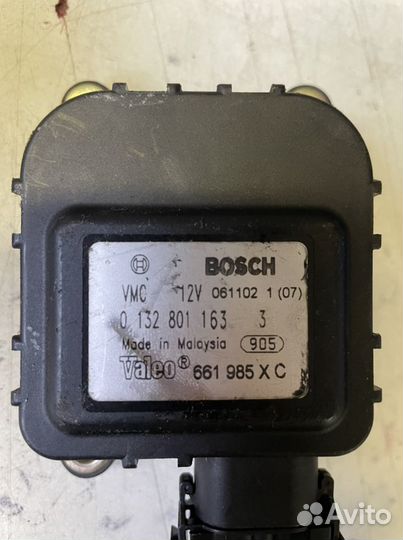 BOSCH
VMC 12V 061102 1 (07)
0 132 801 163 3
Made in Malaysia 905
Valeo® 661 985 X C
Avito